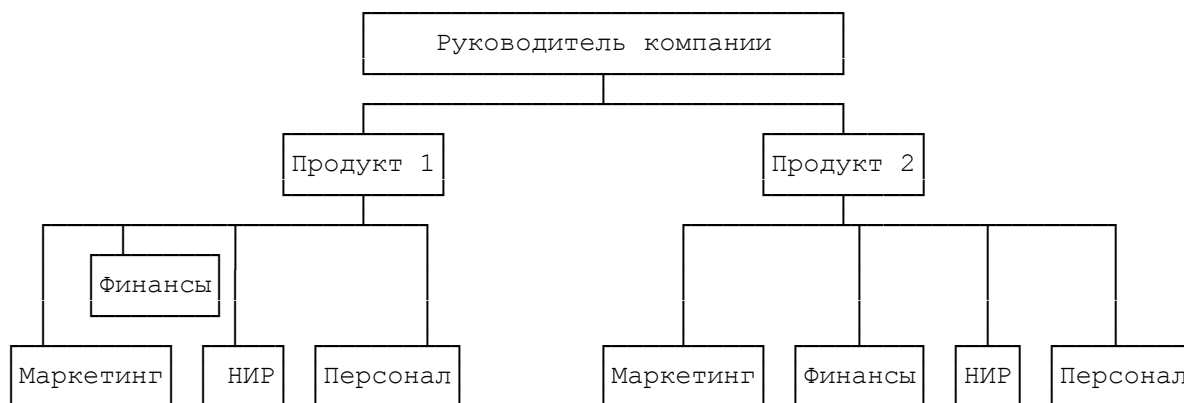 Руководитель компании
Продукт 1
Продукт 2
Финансы
Маркетинг
НИР
Персонал
Маркетинг
Финансы
НИР
Персонал